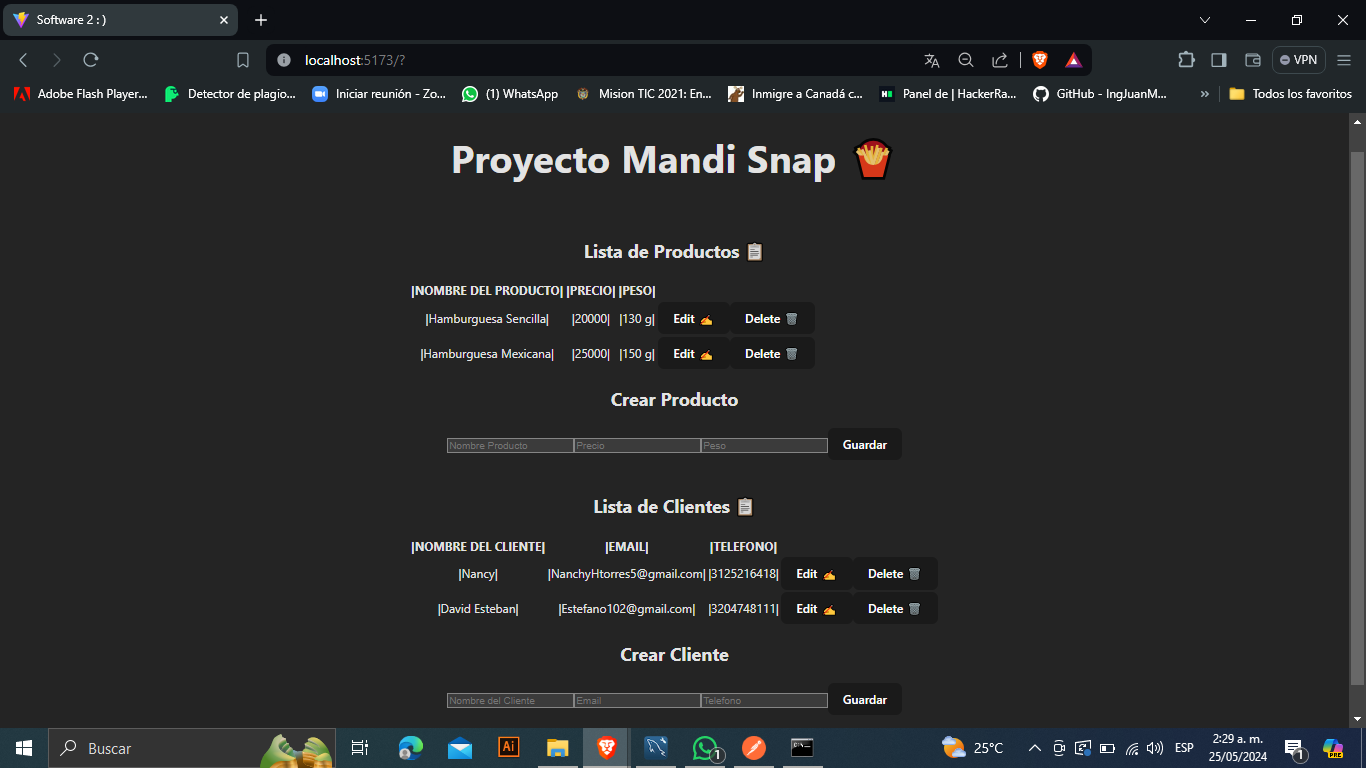 Software 2 : )
localhost:5173/?
VPN
Adobe Flash Player... Detector de plagio... Iniciar reunión - Zo... (1) WhatsApp Mision TIC 2021: En... Inmigre a Canadá c... Panel de | HackerRa... GitHub - IngJuanM... » Todos los favoritos
Proyecto Mandi Snap
Lista de Productos
|NOMBRE DEL PRODUCTO| |PRECIO| |PESO|
|Hamburguesa Sencilla| |20000| |130 g| Edit Delete
|Hamburguesa Mexicana| |25000| |150 g| Edit Delete
Crear Producto
Nombre Producto Precio Peso Guardar
Lista de Clientes
|NOMBRE DEL CLIENTE| |EMAIL| |TELEFONO|
|Nancy| |NanchyHtorres5@gmail.com| |3125216418| Edit Delete
|David Esteban| |Estefano102@gmail.com| |3204748111| Edit Delete
Crear Cliente
Nombre del Cliente Email Telefono Guardar
Buscar
Ai
1
25°C
ESP
2:29 a. m.
25/05/2024
1
PRE